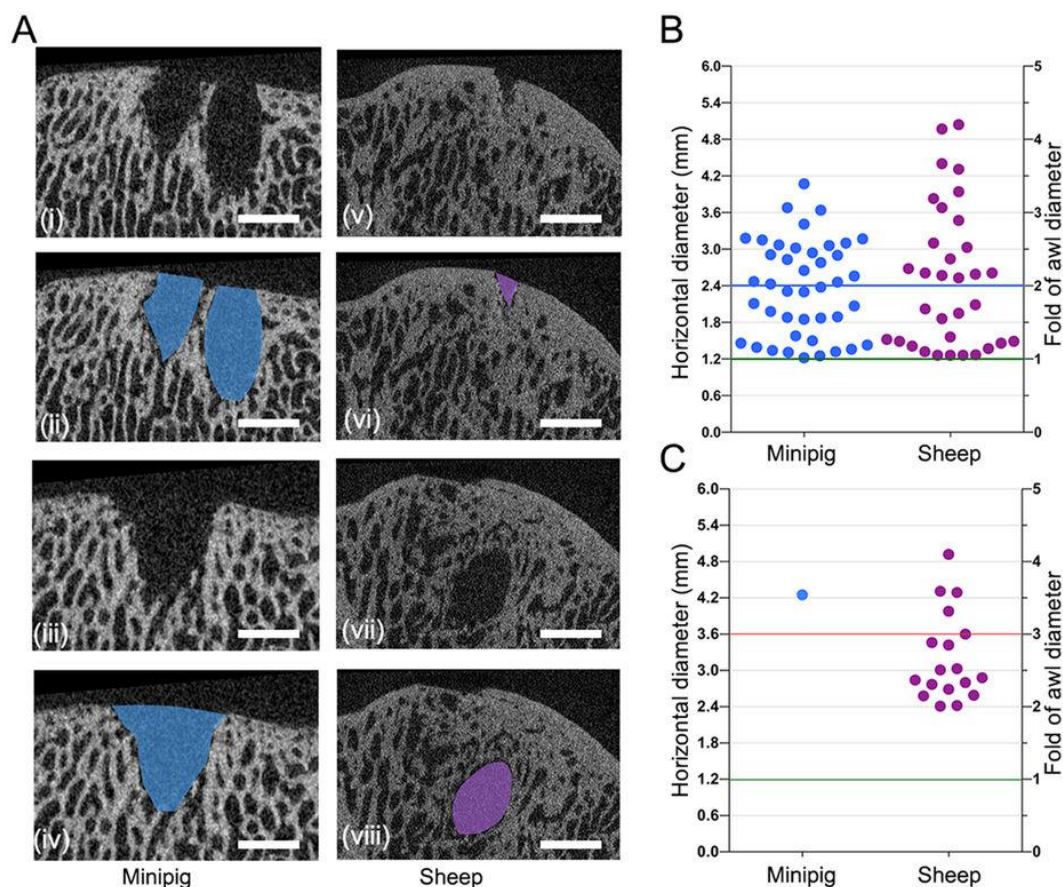 A
(i)
(v)
(ii)
(vi)
(iii)
(vii)
(iv)
(viii)
Minipig
Sheep
B
Horizontal diameter (mm)
6.0
5.4
4.8
4.2
3.6
3.0
2.4
1.8
1.2
0.6
0.0
5
4
3
2
1
0
Fold of awl diameter
Minipig
Sheep
C
Horizontal diameter (mm)
6.0
5.4
4.8
4.2
3.6
3.0
2.4
1.8
1.2
0.6
0.0
5
4
3
2
1
0
Fold of awl diameter
Minipig
Sheep